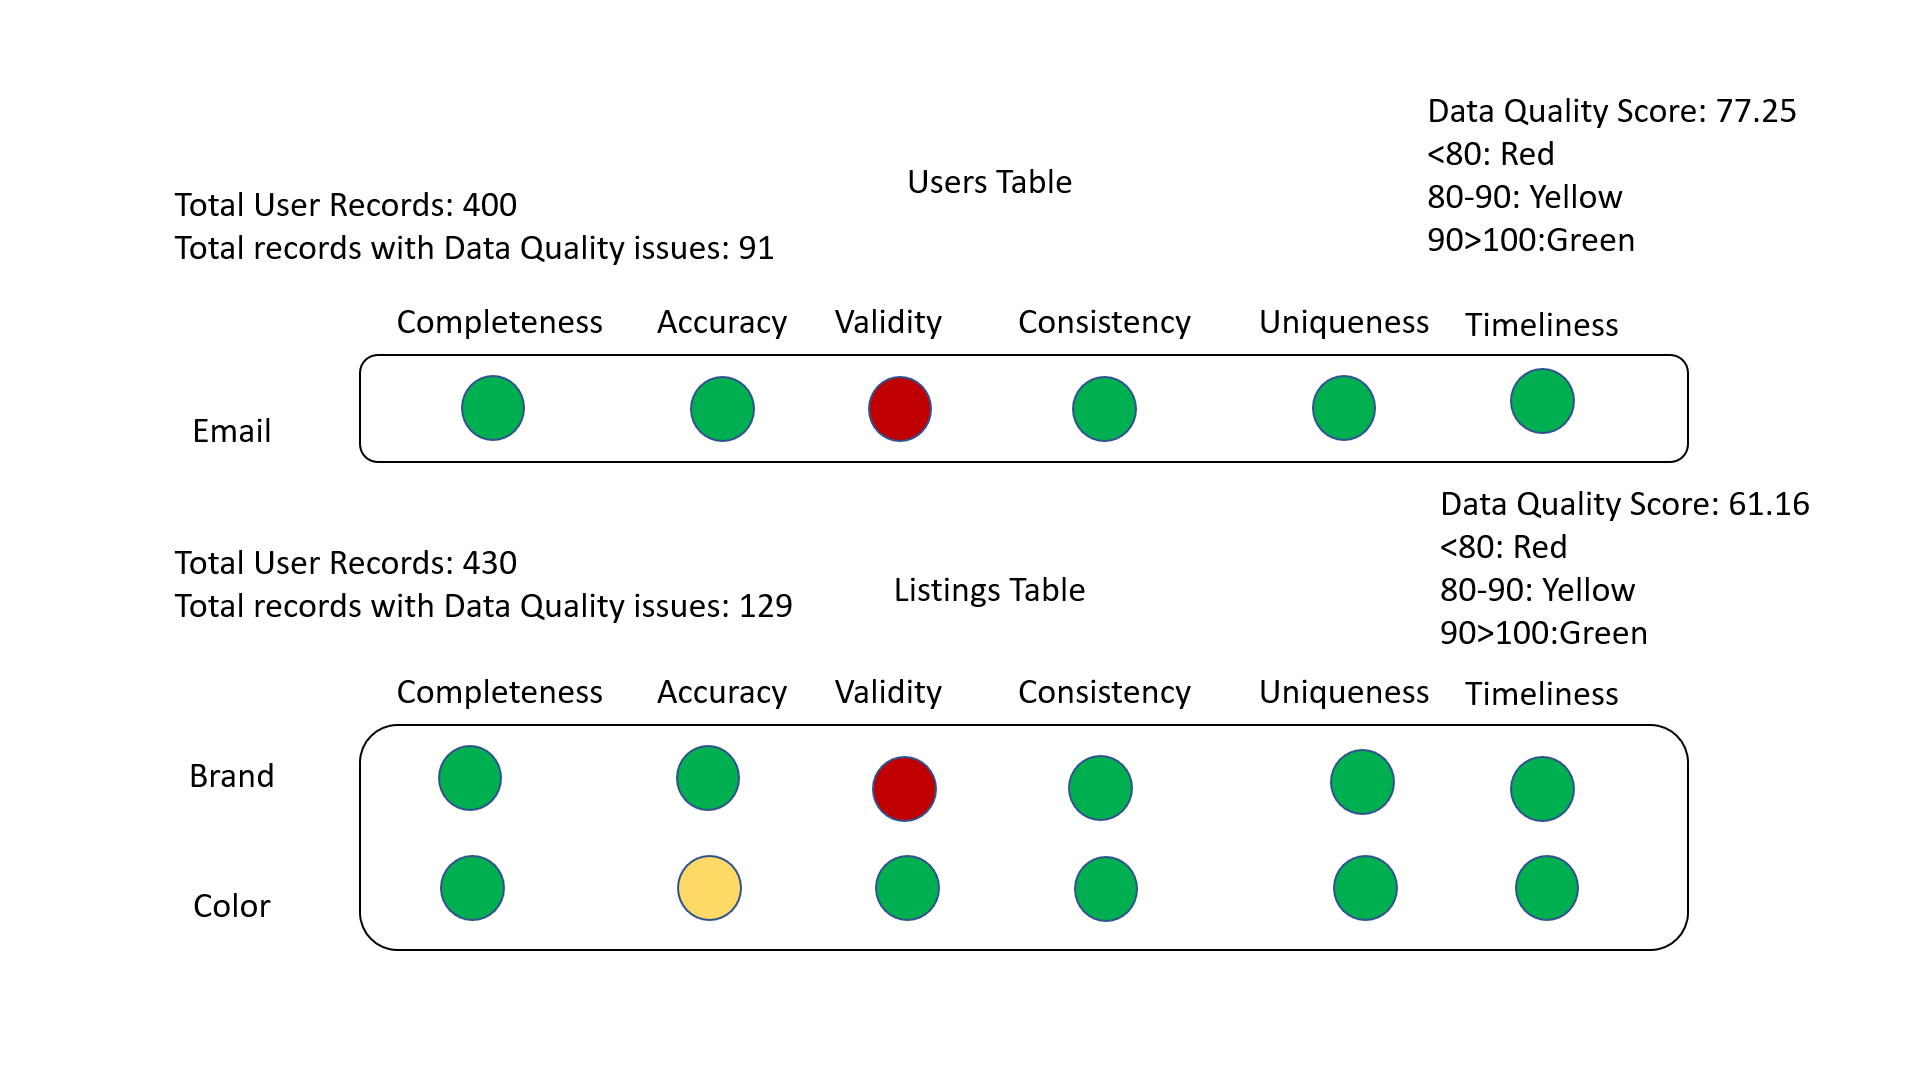 Data Quality Score: 77.25
<80: Red
80-90: Yellow
90>100:Green
Users Table
Total User Records: 400
Total records with Data Quality issues: 91
Completeness Accuracy Validity Consistency Uniqueness Timeliness
Email
Data Quality Score: 61.16
<80: Red
80-90: Yellow
90>100:Green
Total User Records: 430
Total records with Data Quality issues: 129
Listings Table
Completeness Accuracy Validity Consistency Uniqueness Timeliness
Brand
Color